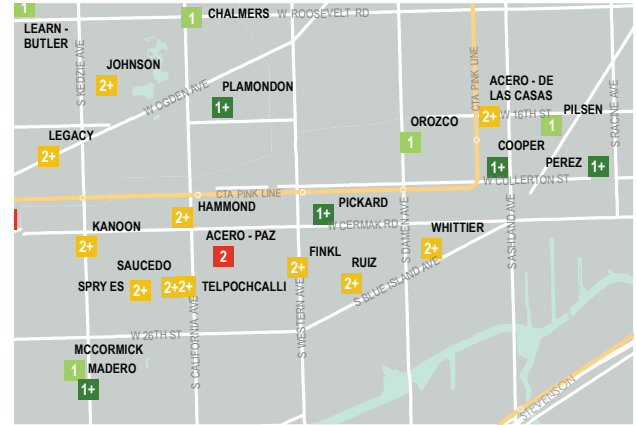 CHALMERS
W ROOSEVELT RD
1
LEARN -
BUTLER
S KEDZIE AVE
JOHNSON
2+
W OGDEN AVE
PLAMONDON
1+
CTA PINK LINE
ACERO - DE
LAS CASAS
2+
W 16TH ST
PILSEN
1
S RACINE AVE
OROZCO
1
LEGACY
2+
COOPER
1+
PEREZ
1+
W CULLERTON ST
CTA PINK LINE
HAMMOND
2+
PICKARD
1+
W CERMAK RD
S DAMEN AVE
S ASHLAND AVE
WHITTIER
2+
KANOON
2+
ACERO - PAZ
2
FINKL
2+
RUIZ
2+
S BLUE ISLAND AVE
SAUCEDO
SPRY ES
2+
2+
2+
TELPOCHCALLI
S CALIFORNIA AVE
S WESTERN AVE
W 26TH ST
MCCORMICK
1
MADERO
1+
STEVENSON